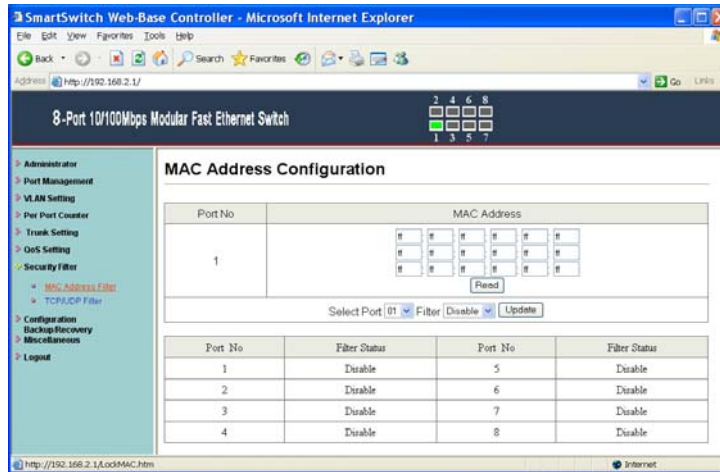 SmartSwitch Web-Base Controller - Microsoft Internet Explorer
File Edit View Favorites Tools Help
Back Search Favorites
Address http://192.168.2.1/ Go Links
8-Port 10/100Mbps Modular Fast Ethernet Switch
2 4 6 8
1 3 5 7
Administrator
Port Management
VLAN Setting
Per Port Counter
Trunk Setting
QoS Setting
Security Filter
MAC Address Filter
TCP/UDP Filter
Configuration
Backup/Recovery
Miscellaneous
Logout
MAC Address Configuration
Port No MAC Address
1
ff : ff : ff : ff : ff : ff
ff : ff : ff : ff : ff : ff
ff : ff : ff : ff : ff : ff
Read
Select Port 01 Filter Disable Update
Port No Filter Status Port No Filter Status
1 Disable 5 Disable
2 Disable 6 Disable
3 Disable 7 Disable
4 Disable 8 Disable
http://192.168.2.1/LockMAC.htm Internet